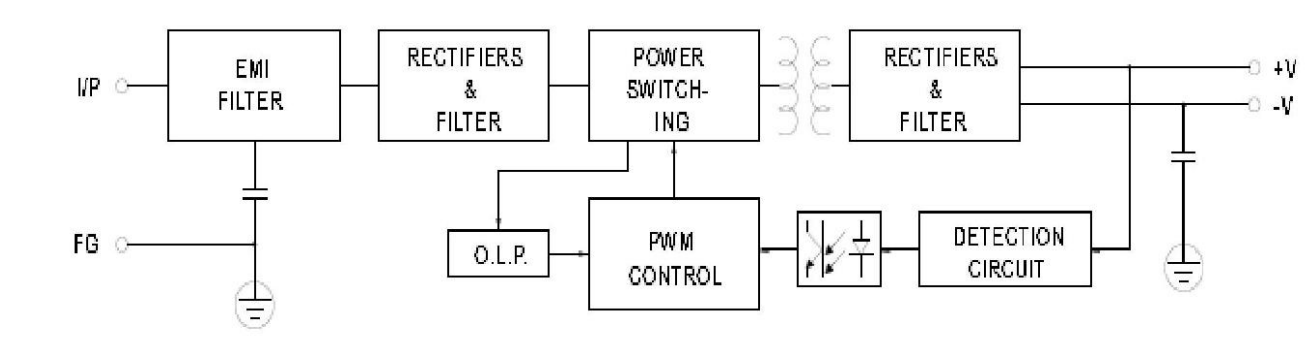 I/P
EMI
FILTER
RECTIFIERS
&
FILTER
POWER
SWITCH-
ING
RECTIFIERS
&
FILTER
+V
-V
FG
O.L.P.
PWM
CONTROL
DETECTION
CIRCUIT